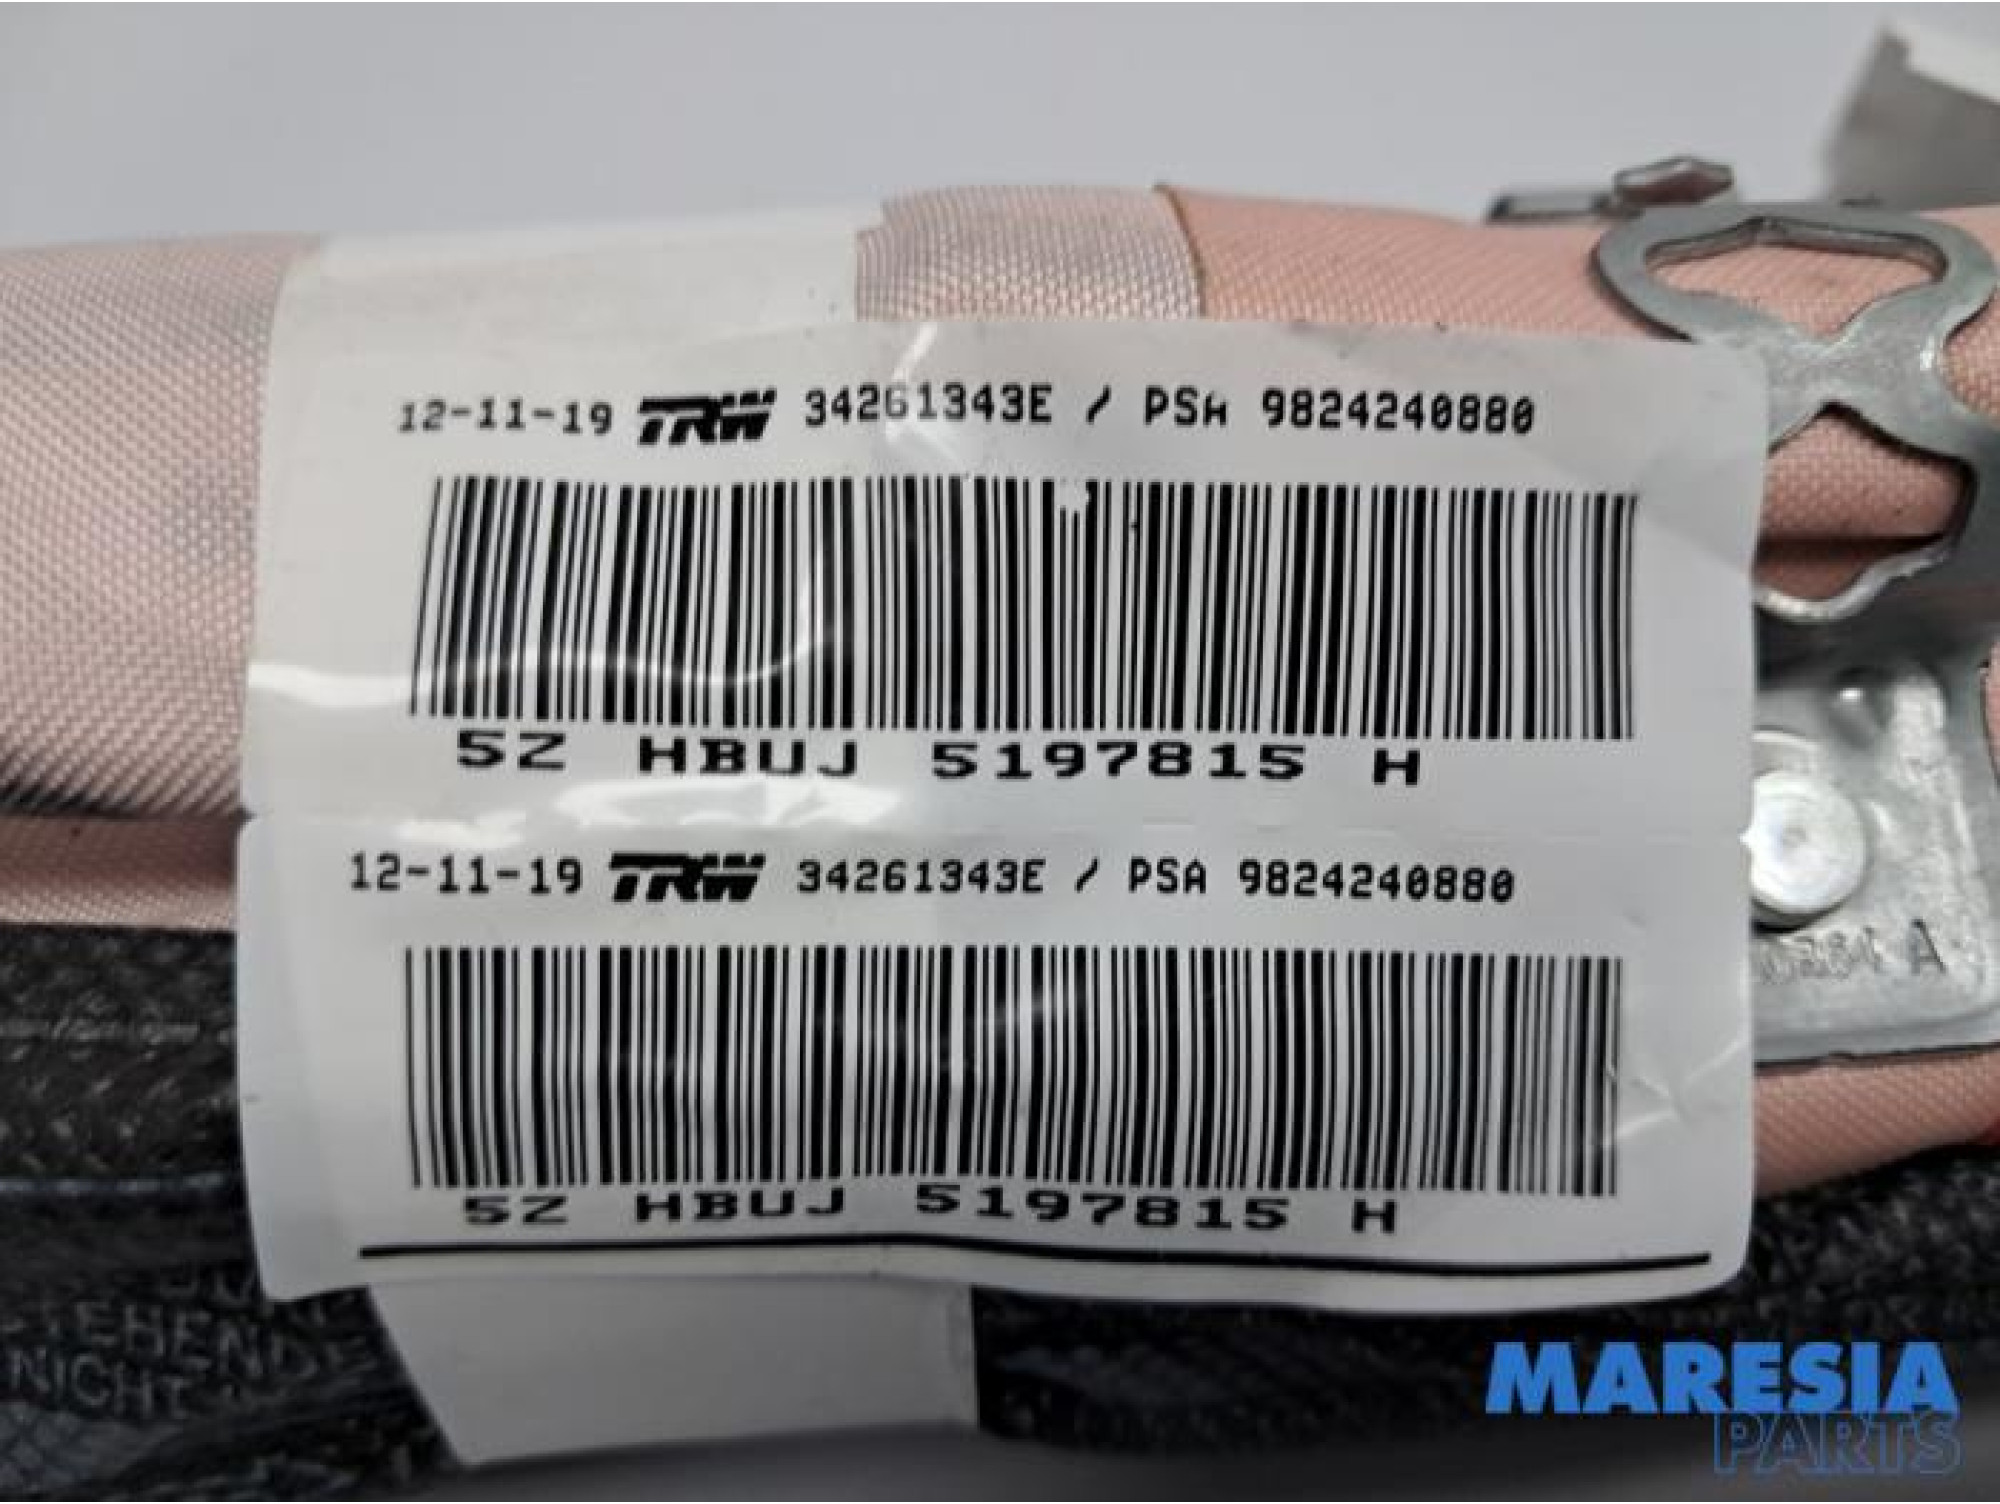 12-11-19 TRW 34261343E / PSA 9824240880
5Z HBUJ 5197815 H
12-11-19 TRW 34261343E / PSA 9824240880
5Z HBUJ 5197815 H
A
NICHT
MARESIA
PARTS